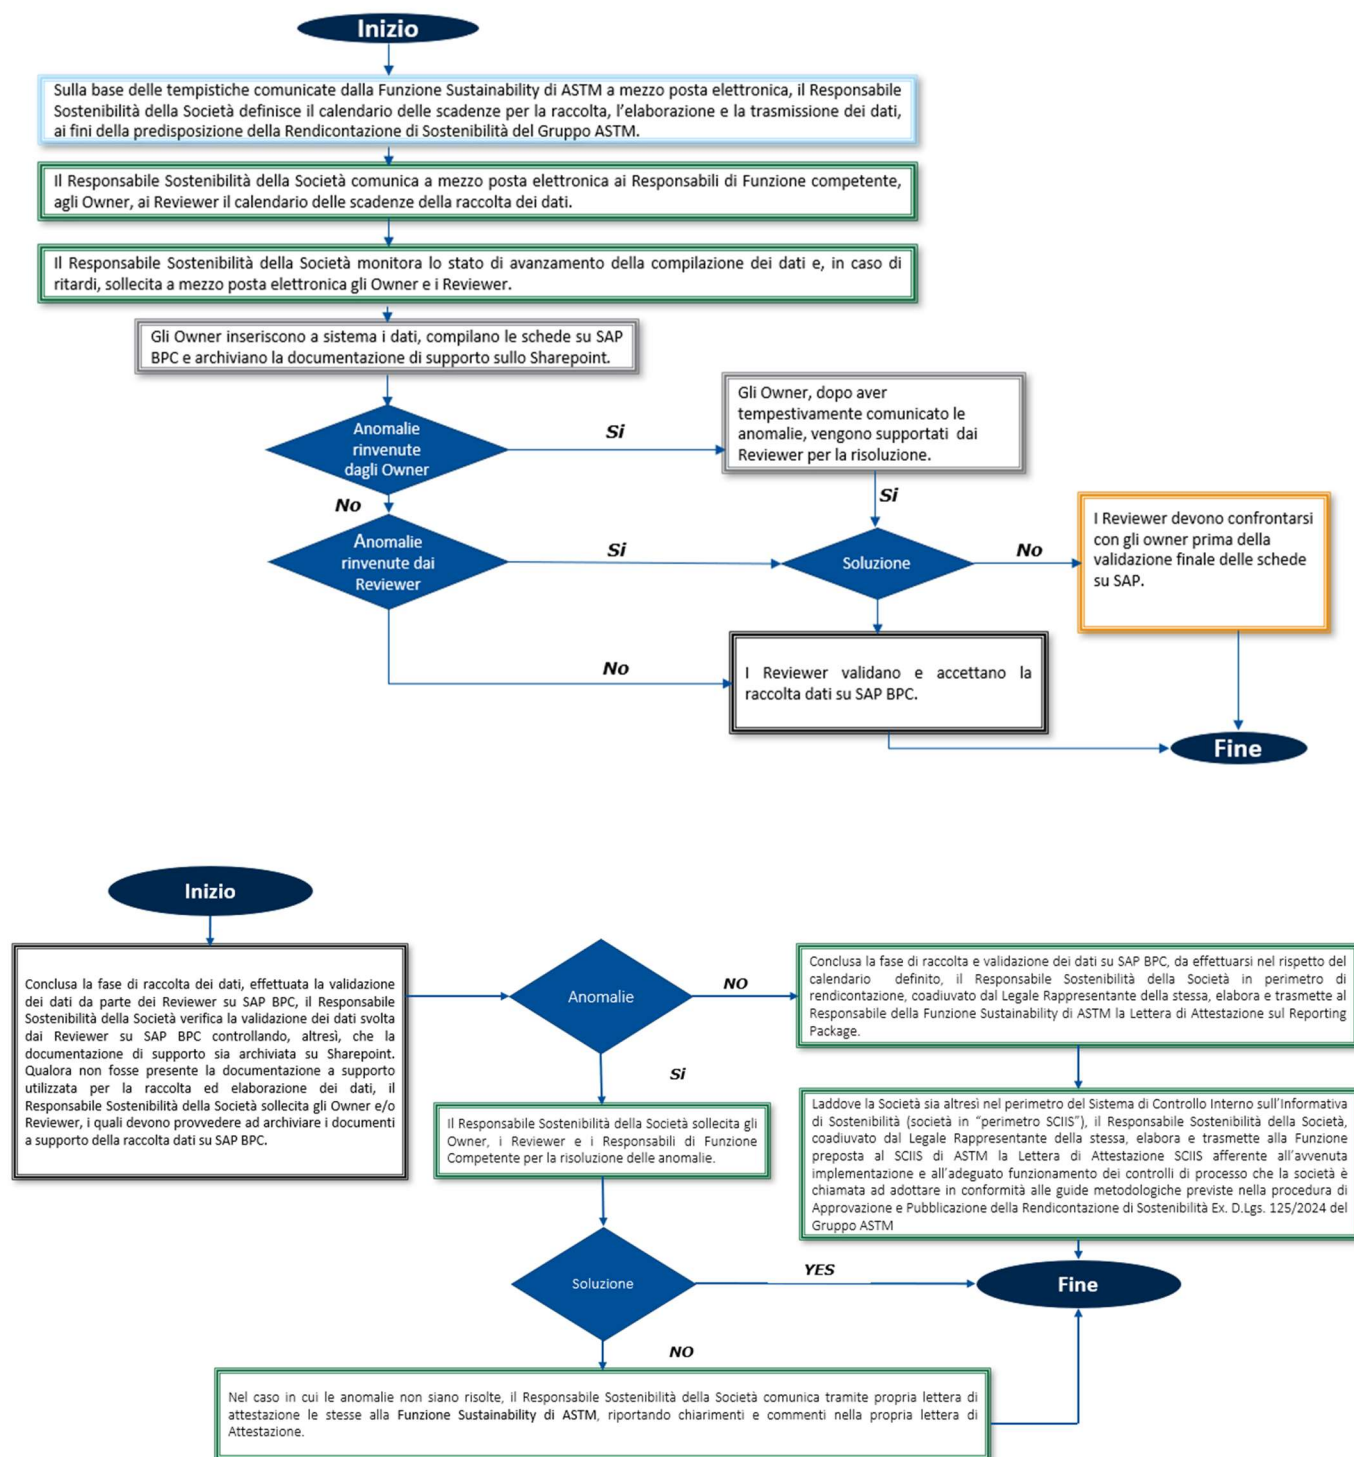 Inizio
Sulla base delle tempistiche comunicate dalla Funzione Sustainability di ASTM a mezzo posta elettronica, il Responsabile
Sostenibilità della Società definisce il calendario delle scadenze per la raccolta, l'elaborazione e la trasmissione dei dati,
ai fini della predisposizione della Rendicontazione di Sostenibilità del Gruppo ASTM.
Il Responsabile Sostenibilità della Società comunica a mezzo posta elettronica ai Responsabili di Funzione competente,
agli Owner, ai Reviewer il calendario delle scadenze della raccolta dei dati.
Il Responsabile Sostenibilità della Società monitora lo stato di avanzamento della compilazione dei dati e, in caso di
ritardi, sollecita a mezzo posta elettronica gli Owner e i Reviewer.
Gli Owner inseriscono a sistema i dati, compilano le schede su SAP
BPC e archiviano la documentazione di supporto sullo Sharepoint.
Anomalie
rinvenute
dagli Owner
Si
Gli Owner, dopo aver
tempestivamente comunicato le
anomalie, vengono supportati dai
Reviewer per la risoluzione.
No
Si
Anomalie
rinvenute dai
Reviewer
Si
Soluzione
No
I Reviewer devono confrontarsi
con gli owner prima della
validazione finale delle schede
su SAP.
No
I Reviewer validano e accettano la
raccolta dati su SAP BPC.
Fine
Inizio
Conclusa la fase di raccolta dei dati, effettuata la validazione
dei dati da parte dei Reviewer su SAP BPC, il Responsabile
Sostenibilità della Società verifica la validazione dei dati svolta
dai Reviewer su SAP BPC controllando, altresì, che la
documentazione di supporto sia archiviata su Sharepoint.
Qualora non fosse presente la documentazione a supporto
utilizzata per la raccolta ed elaborazione dei dati, il
Responsabile Sostenibilità della Società sollecita gli Owner e/o
Reviewer, i quali devono provvedere ad archiviare i documenti
a supporto della raccolta dati su SAP BPC.
Anomalie
NO
Conclusa la fase di raccolta e validazione dei dati su SAP BPC, da effettuarsi nel rispetto del
calendario definito, il Responsabile Sostenibilità della Società in perimetro di
rendicontazione, coadiuvato dal Legale Rappresentante della stessa, elabora e trasmette al
Responsabile della Funzione Sustainability di ASTM la Lettera di Attestazione sul Reporting
Package.
Si
Il Responsabile Sostenibilità della Società sollecita gli
Owner, i Reviewer e i Responsabili di Funzione
Competente per la risoluzione delle anomalie.
Laddove la Società sia altresì nel perimetro del Sistema di Controllo Interno sull'Informativa
di Sostenibilità (società in "perimetro SCIIS"), il Responsabile Sostenibilità della Società,
coadiuvato dal Legale Rappresentante della stessa, elabora e trasmette alla Funzione
preposta al SCIIS di ASTM la Lettera di Attestazione SCIIS afferente all'avvenuta
implementazione e all'adeguato funzionamento dei controlli di processo che la società è
chiamata ad adottare in conformità alle guide metodologiche previste nella procedura di
Approvazione e Pubblicazione della Rendicontazione di Sostenibilità Ex. D.Lgs. 125/2024 del
Gruppo ASTM
Soluzione
YES
Fine
NO
Nel caso in cui le anomalie non siano risolte, il Responsabile Sostenibilità della Società comunica tramite propria lettera di
attestazione le stesse alla Funzione Sustainability di ASTM, riportando chiarimenti e commenti nella propria lettera di
Attestazione.